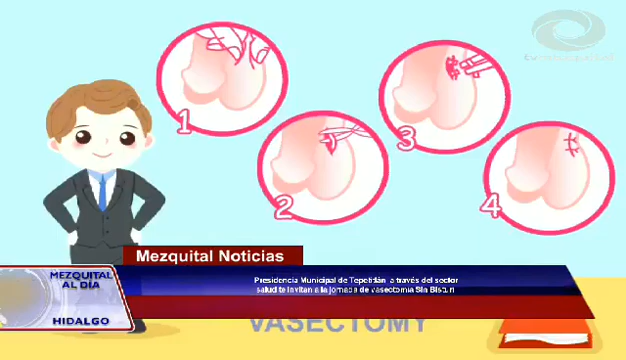 tvmezquital
1
3
2
4
Mezquital Noticias
MEZQUITAL
AL DÍA
Presidencia Municipal de Tepetitlán a través del sector
salud te invitan a la jornada de vasectomía Sin Bisturí
HIDALGO
VASECTOMY